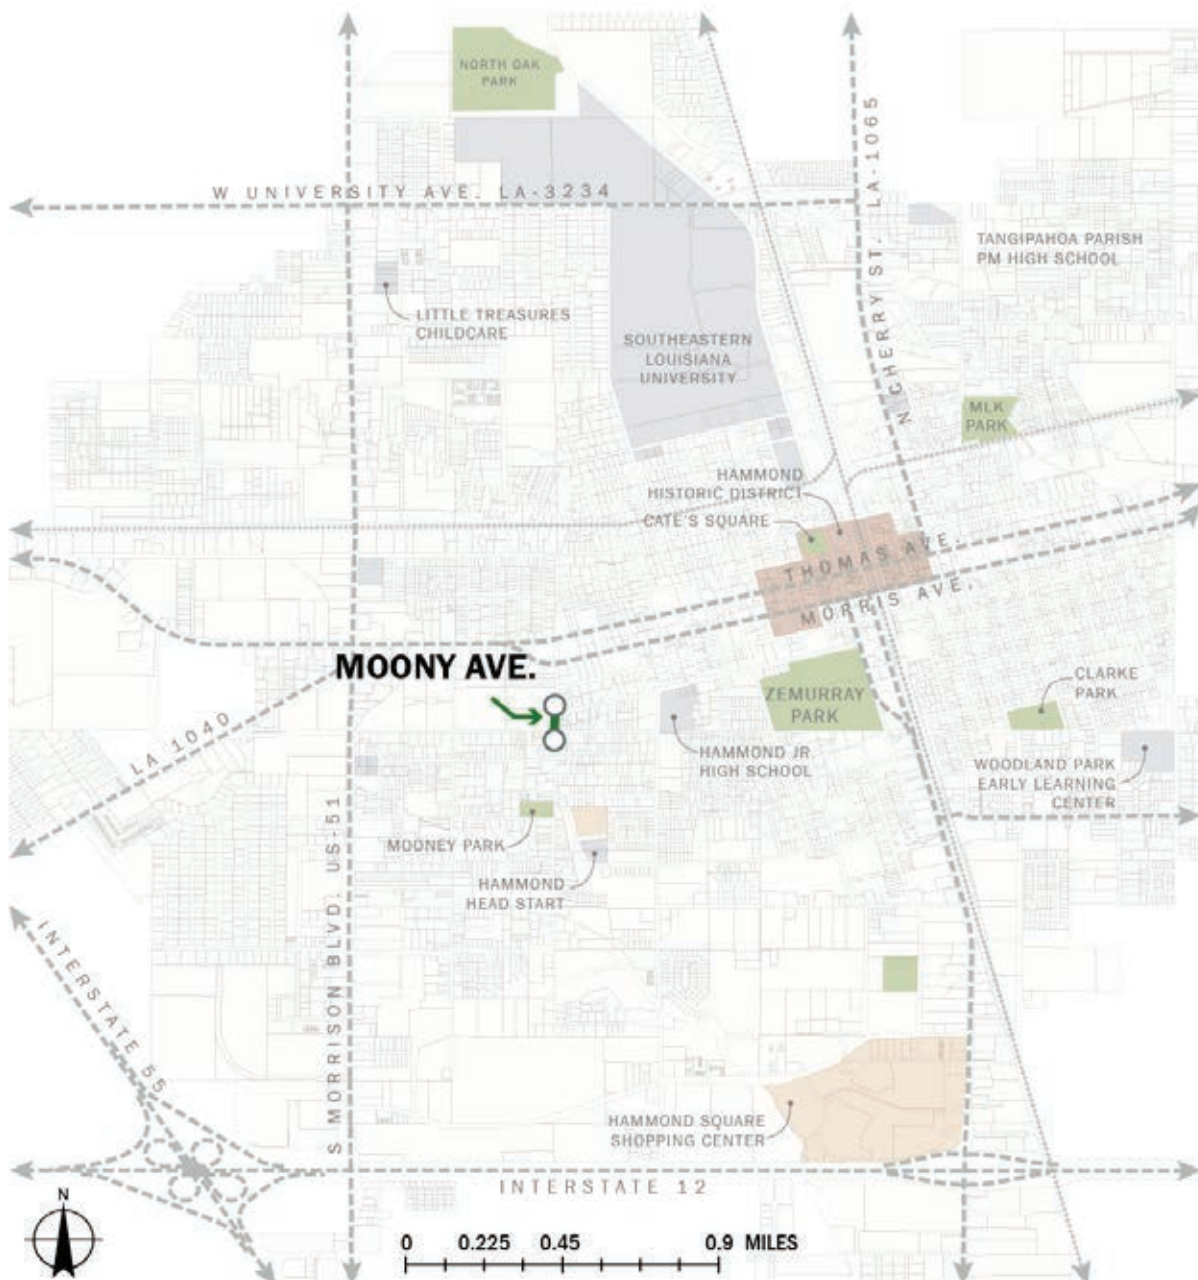 NORTH OAK
PARK
W UNIVERSITY AVE. LA-3234
N CHERRY ST. LA-1065
TANGIPAHOA PARISH
PM HIGH SCHOOL
LITTLE TREASURES
CHILDCARE
SOUTHEASTERN
LOUISIANA
UNIVERSITY
MLK
PARK
HAMMOND
HISTORIC DISTRICT
CATE'S SQUARE
THOMAS AVE.
MORRIS AVE.
MOONY AVE.
CLARKE
PARK
ZEMURRAY
PARK
LA 1040
HAMMOND JR.
HIGH SCHOOL
WOODLAND PARK
EARLY LEARNING
CENTER
MOONEY PARK
HAMMOND
HEAD START
S MORRISON BLVD. US-51
INTERSTATE 55
HAMMOND SQUARE
SHOPPING CENTER
INTERSTATE 12
N
0 0.225 0.45 0.9 MILES